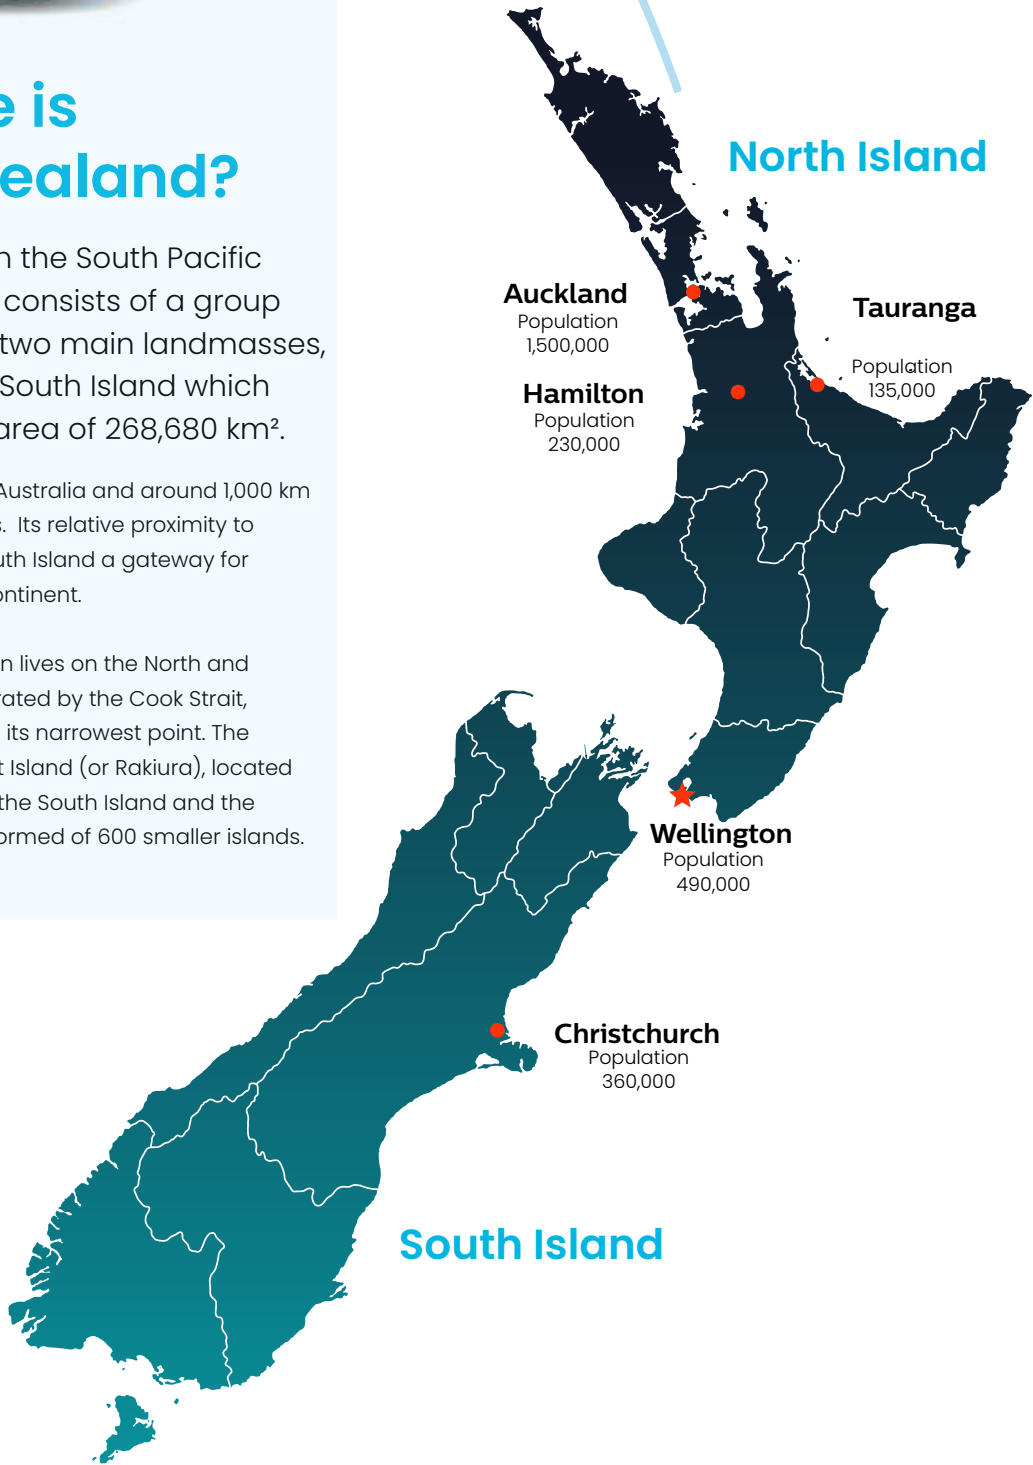 e is
ealand?
n the South Pacific
consists of a group
two main landmasses,
South Island which
area of 268,680 km².
Australia and around 1,000 km
s. Its relative proximity to
uth Island a gateway for
ontinent.
n lives on the North and
rated by the Cook Strait,
its narrowest point. The
t Island (or Rakiura), located
the South Island and the
ormed of 600 smaller islands.
North Island
Auckland
Population
1,500,000
Tauranga
Population
135,000
Hamilton
Population
230,000
Wellington
Population
490,000
Christchurch
Population
360,000
South Island